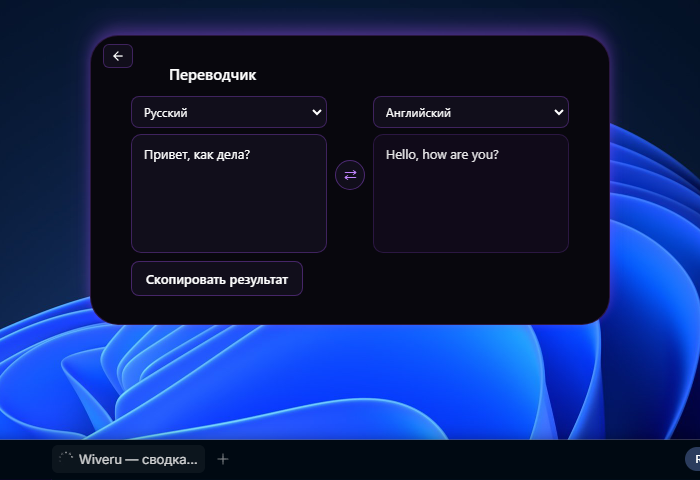 Переводчик
Русский
Английский
Привет, как дела?
Hello, how are you?
Скопировать результат
Wiveru — сводка...